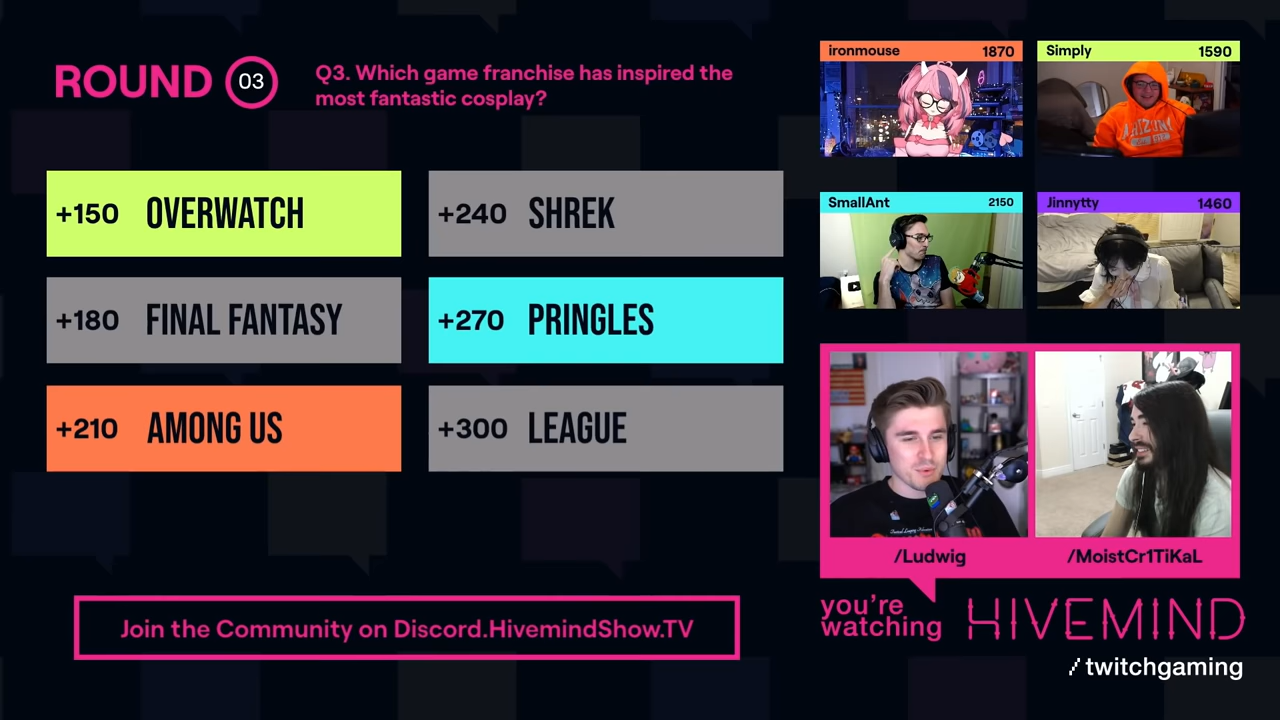 ROUND 03
Q3. Which game franchise has inspired the
most fantastic cosplay?
+150 OVERWATCH
+240 SHREK
+180 FINAL FANTASY
+270 PRINGLES
+210 AMONG US
+300 LEAGUE
Join the Community on Discord.HivemindShow.TV
ironmouse 1870
Simply 1590
ARIZONA
SmallAnt 2150
Jinnytty 1460
/Ludwig
/MoistCr1TiKaL
you're
watching
HIVEMIND
/twitchgaming